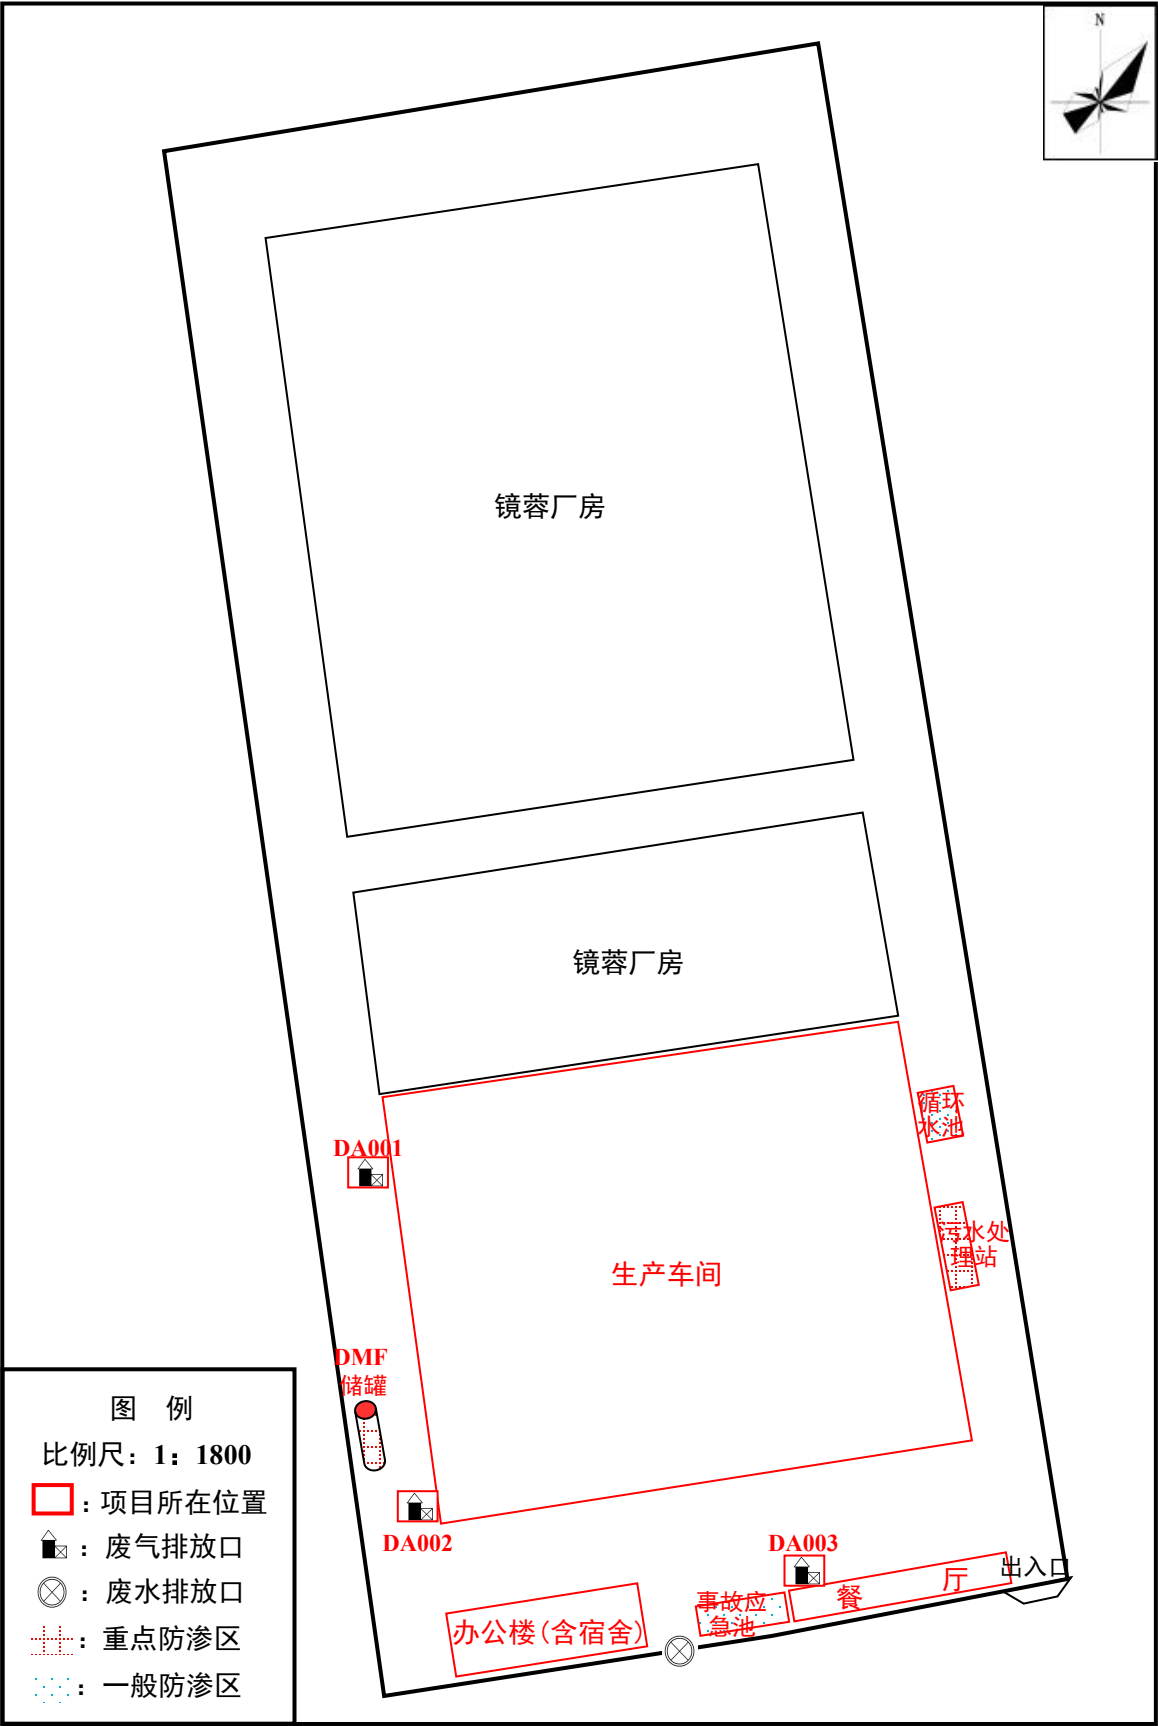 N
镜蓉厂房
镜蓉厂房
循环
水池
DA001
污水处
理站
生产车间
DMF
储罐
DA002
DA003
出入口
餐 厅
事故应
急池
办公楼(含宿舍)
图 例
比例尺：1：1800
：项目所在位置
：废气排放口
：废水排放口
：重点防渗区
：一般防渗区